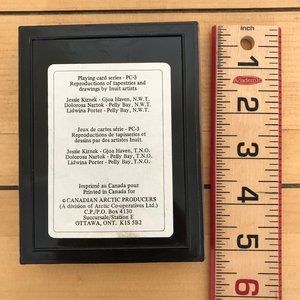 Playing card series - PC-3
Reproductions of tapestries and
drawings by Inuit artists
Jessie Kirnek - Gjoa Haven, N.W.T.
Dolorosa Nartok - Pelly Bay, N.W.T.
Lidwina Porter - Pelly Bay, N.W.T.
Jeux de cartes série - PC-3
Reproductions de tapisseries et
dessins par des artistes Inuit
Jessie Kirnek - Gjoa Haven, T.N.O.
Dolorosa Nartok - Pelly Bay, T.N.O.
Lidwina Porter - Pelly Bay, T.N.O.
Imprimé au Canada pour
Printed in Canada for
©CANADIAN ARCTIC PRODUCERS
(A division of Arctic Co-operatives Ltd.)
C.P./P.O. Box 4130
Succursale/Station E
OTTAWA, ONT. K1S 5B2
inch
Academix
1
2
3
4
5
6